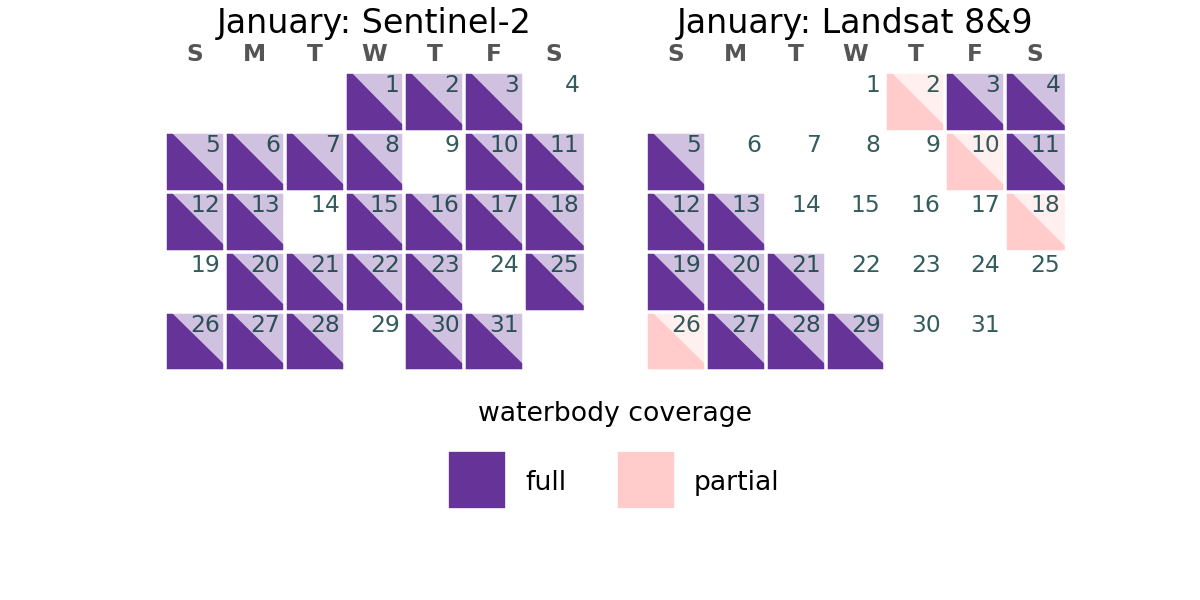 January: Sentinel-2
S M T W T F S
1 2 3 4
5 6 7 8 9 10 11
12 13 14 15 16 17 18
19 20 21 22 23 24 25
26 27 28 29 30 31
January: Landsat 8&9
S M T W T F S
1 2 3 4
5 6 7 8 9 10 11
12 13 14 15 16 17 18
19 20 21 22 23 24 25
26 27 28 29 30 31
waterbody coverage
full partial